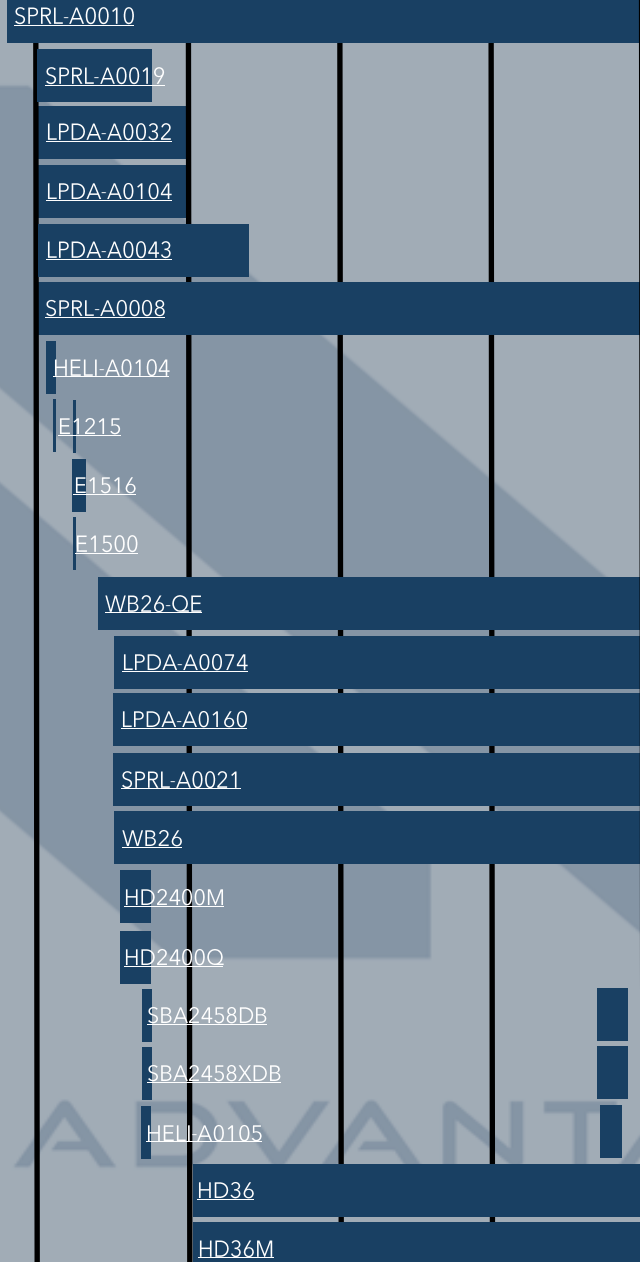 SPRL-A0010
SPRL-A0019
LPDA-A0032
LPDA-A0104
LPDA-A0043
SPRL-A0008
HELI-A0104
E1215
E1516
E1500
WB26-QE
LPDA-A0074
LPDA-A0160
SPRL-A0021
WB26
HD2400M
HD2400Q
SBA2458DB
SBA2458XDB
HELI-A0105
ADVANT
HD36
HD36M